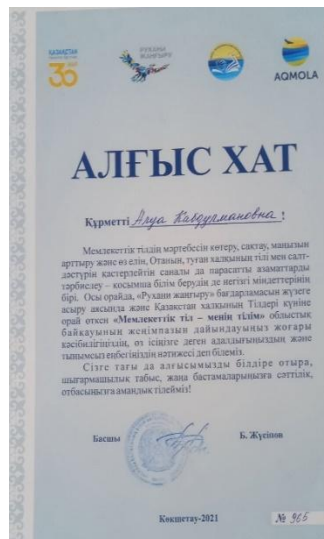 ҚАЗАҚСТАН
30
РУХАНИ
ЖАҢҒЫРУ
AQMOLA
АЛҒЫС ХАТ
Құрметті Алуа Кабдулмановна !
Мемлекеттік тілдің мәртебесін көтеру, сақтау, маңызын
арттыру және өз елін, Отанын, туған халқының тілі мен салт-
дәстүрін қастерлейтін саналы да парасатты азаматтарды
тәрбиелеу – қосымша білім берудің де негізгі міндеттерінің
бірі. Осы орайда, «Рухани жаңғыру» бағдарламасын жүзеге
асыру аясында және Қазақстан халқының Тілдері күніне
орай өткен «Мемлекеттік тіл – менің тілім» облыстық
байқауының жеңімпазын дайындауыңыз жоғары
кәсібилігіңіздің, өз ісіңізге деген адалдығыңыздың және
тынымсыз еңбегіңіздің нәтижесі деп білеміз.
Сізге тағы да алғысымызды білдіре отыра,
шығармашылық табыс, жаңа бастамаларыңызға сәттілік,
отбасыңызға амандық тілейміз!
Басшы Б. Жүсіпов
Көкшетау-2021
№ 965